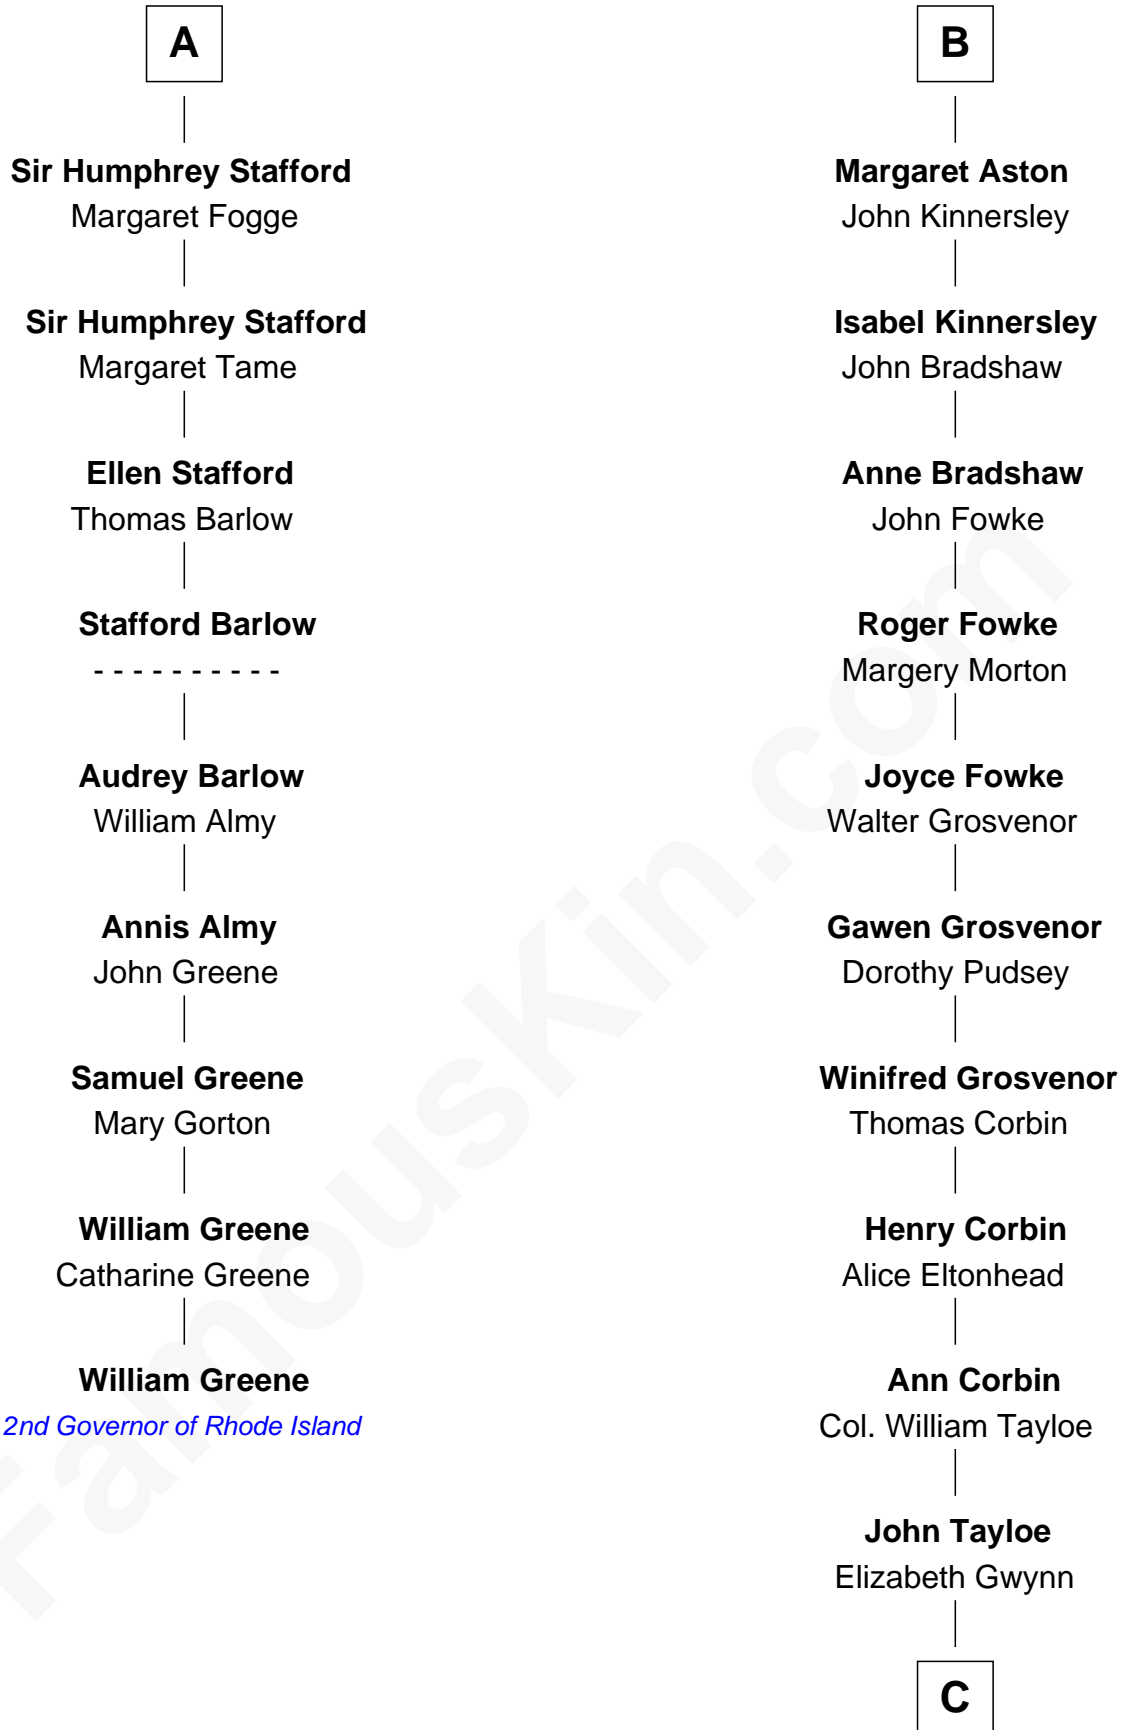 A
Sir Humphrey Stafford
Margaret Fogge
Sir Humphrey Stafford
Margaret Tame
Ellen Stafford
Thomas Barlow
Stafford Barlow
- - - - - - - - - -
Audrey Barlow
William Almy
Annis Almy
John Greene
Samuel Greene
Mary Gorton
William Greene
Catharine Greene
William Greene
2nd Governor of Rhode Island
B
Margaret Aston
John Kinnersley
Isabel Kinnersley
John Bradshaw
Anne Bradshaw
John Fowke
Roger Fowke
Margery Morton
Joyce Fowke
Walter Grosvenor
Gawen Grosvenor
Dorothy Pudsey
Winifred Grosvenor
Thomas Corbin
Henry Corbin
Alice Eltonhead
Ann Corbin
Col. William Tayloe
John Tayloe
Elizabeth Gwynn
C
FamousKin.com